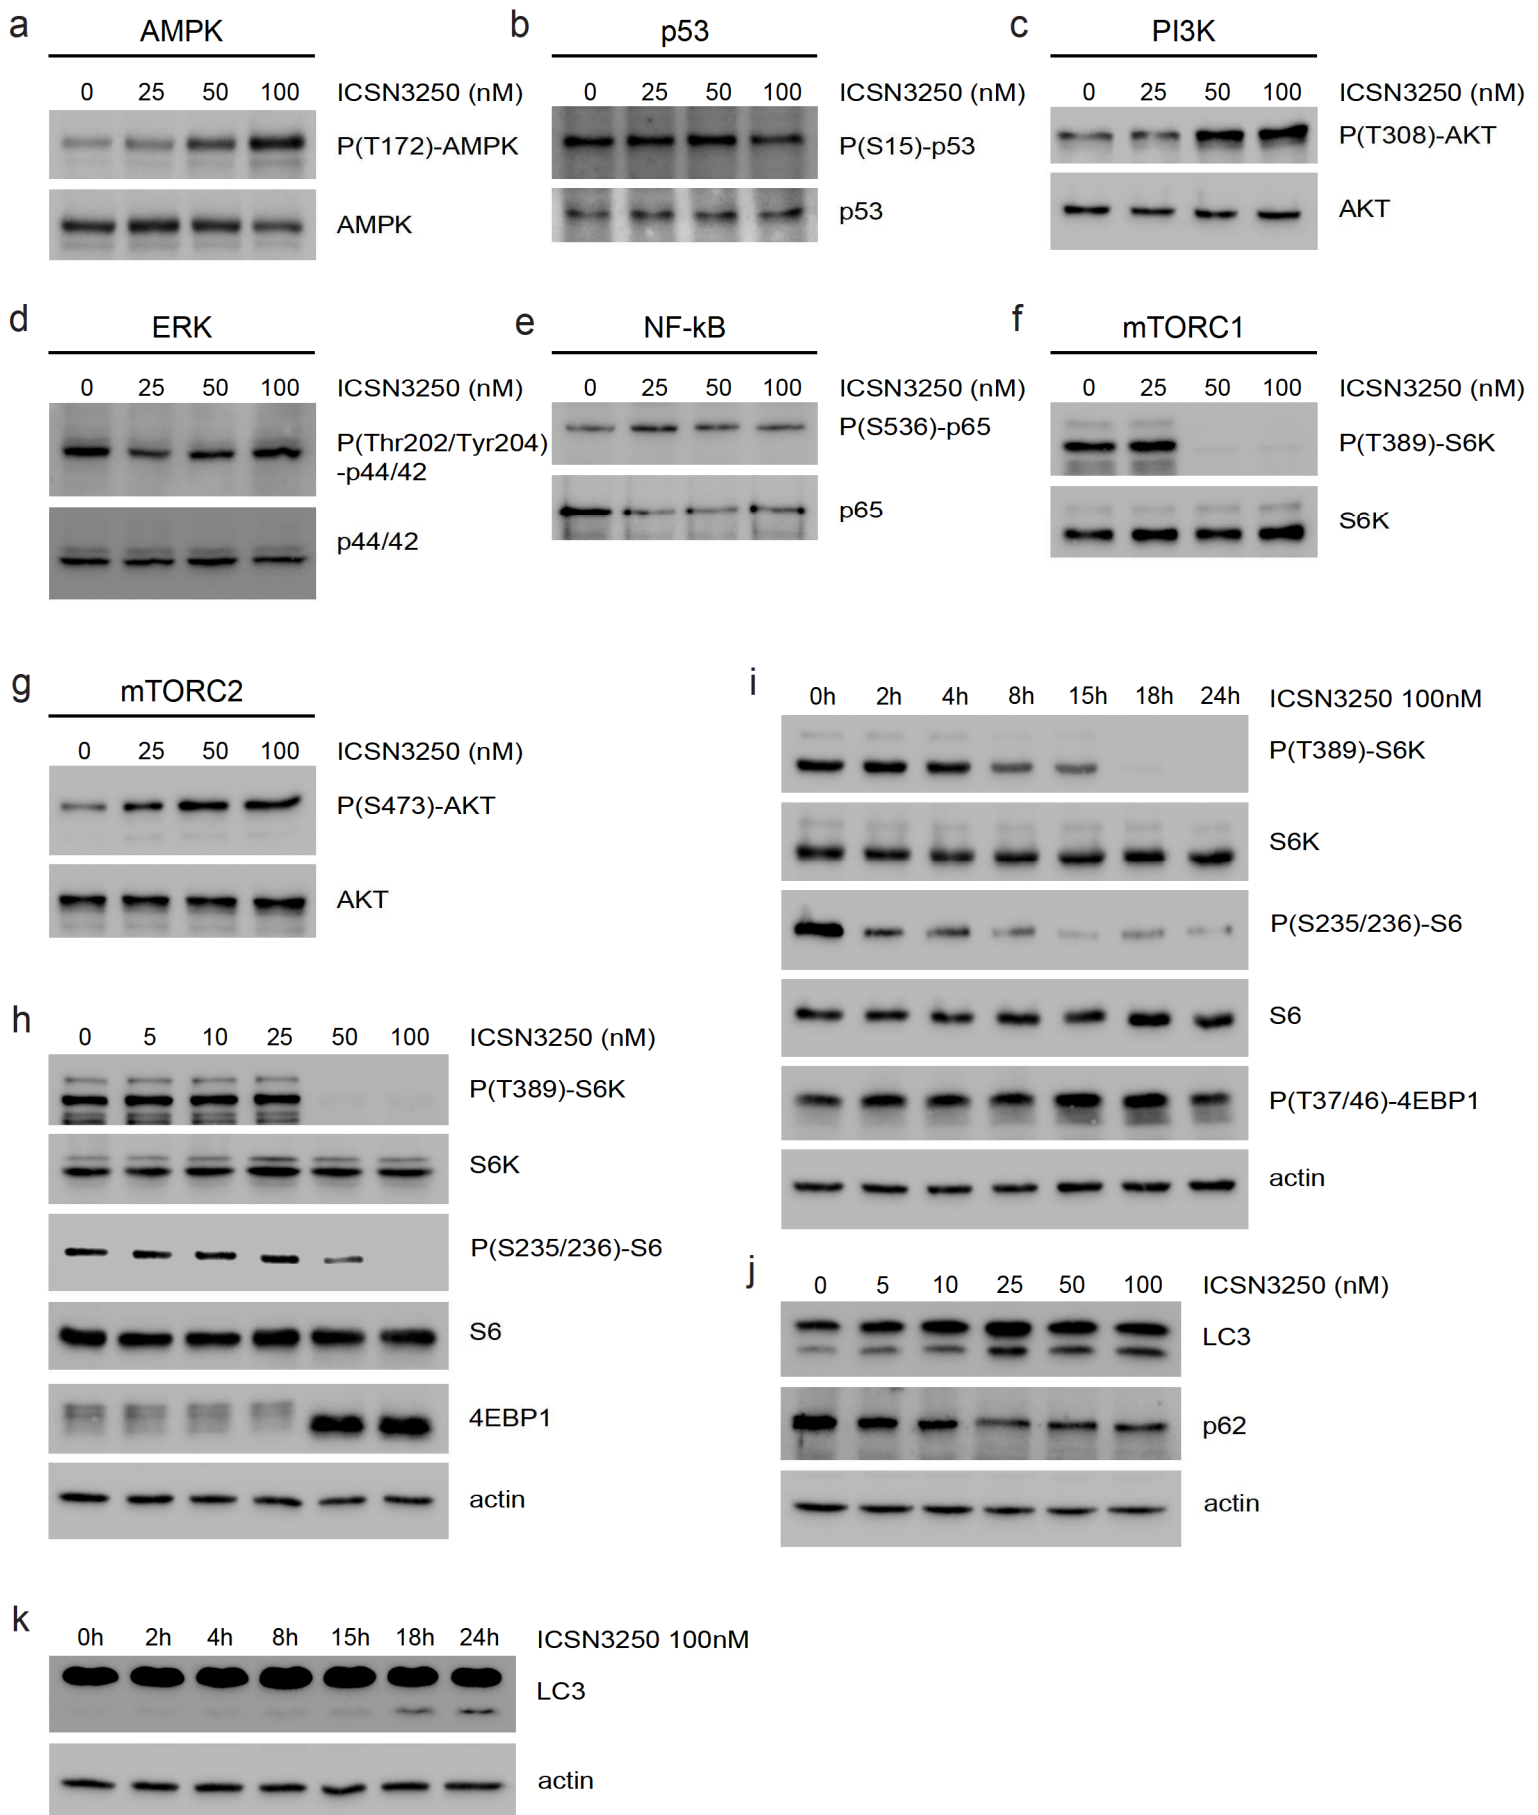 a
AMPK
0 25 50 100 ICSN3250 (nM)
P(T172)-AMPK
AMPK
b
p53
0 25 50 100 ICSN3250 (nM)
P(S15)-p53
p53
c
PI3K
0 25 50 100 ICSN3250 (nM)
P(T308)-AKT
AKT
d
ERK
0 25 50 100 ICSN3250 (nM)
P(Thr202/Tyr204)
-p44/42
p44/42
e
NF-kB
0 25 50 100 ICSN3250 (nM)
P(S536)-p65
p65
f
mTORC1
0 25 50 100 ICSN3250 (nM)
P(T389)-S6K
S6K
g
mTORC2
0 25 50 100 ICSN3250 (nM)
P(S473)-AKT
AKT
h
0 5 10 25 50 100 ICSN3250 (nM)
P(T389)-S6K
S6K
P(S235/236)-S6
S6
4EBP1
actin
i
0h 2h 4h 8h 15h 18h 24h ICSN3250 100nM
P(T389)-S6K
S6K
P(S235/236)-S6
S6
P(T37/46)-4EBP1
actin
j
0 5 10 25 50 100 ICSN3250 (nM)
LC3
p62
actin
k
0h 2h 4h 8h 15h 18h 24h ICSN3250 100nM
LC3
actin